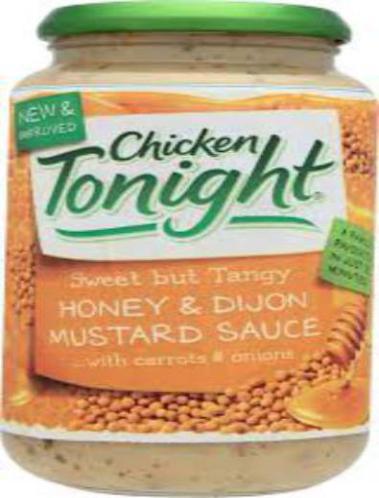 NEW &
IMPROVED
Chicken
Tonight
Sweet but Tangy
HONEY & DIJON
MUSTARD SAUCE
...with carrots & onions